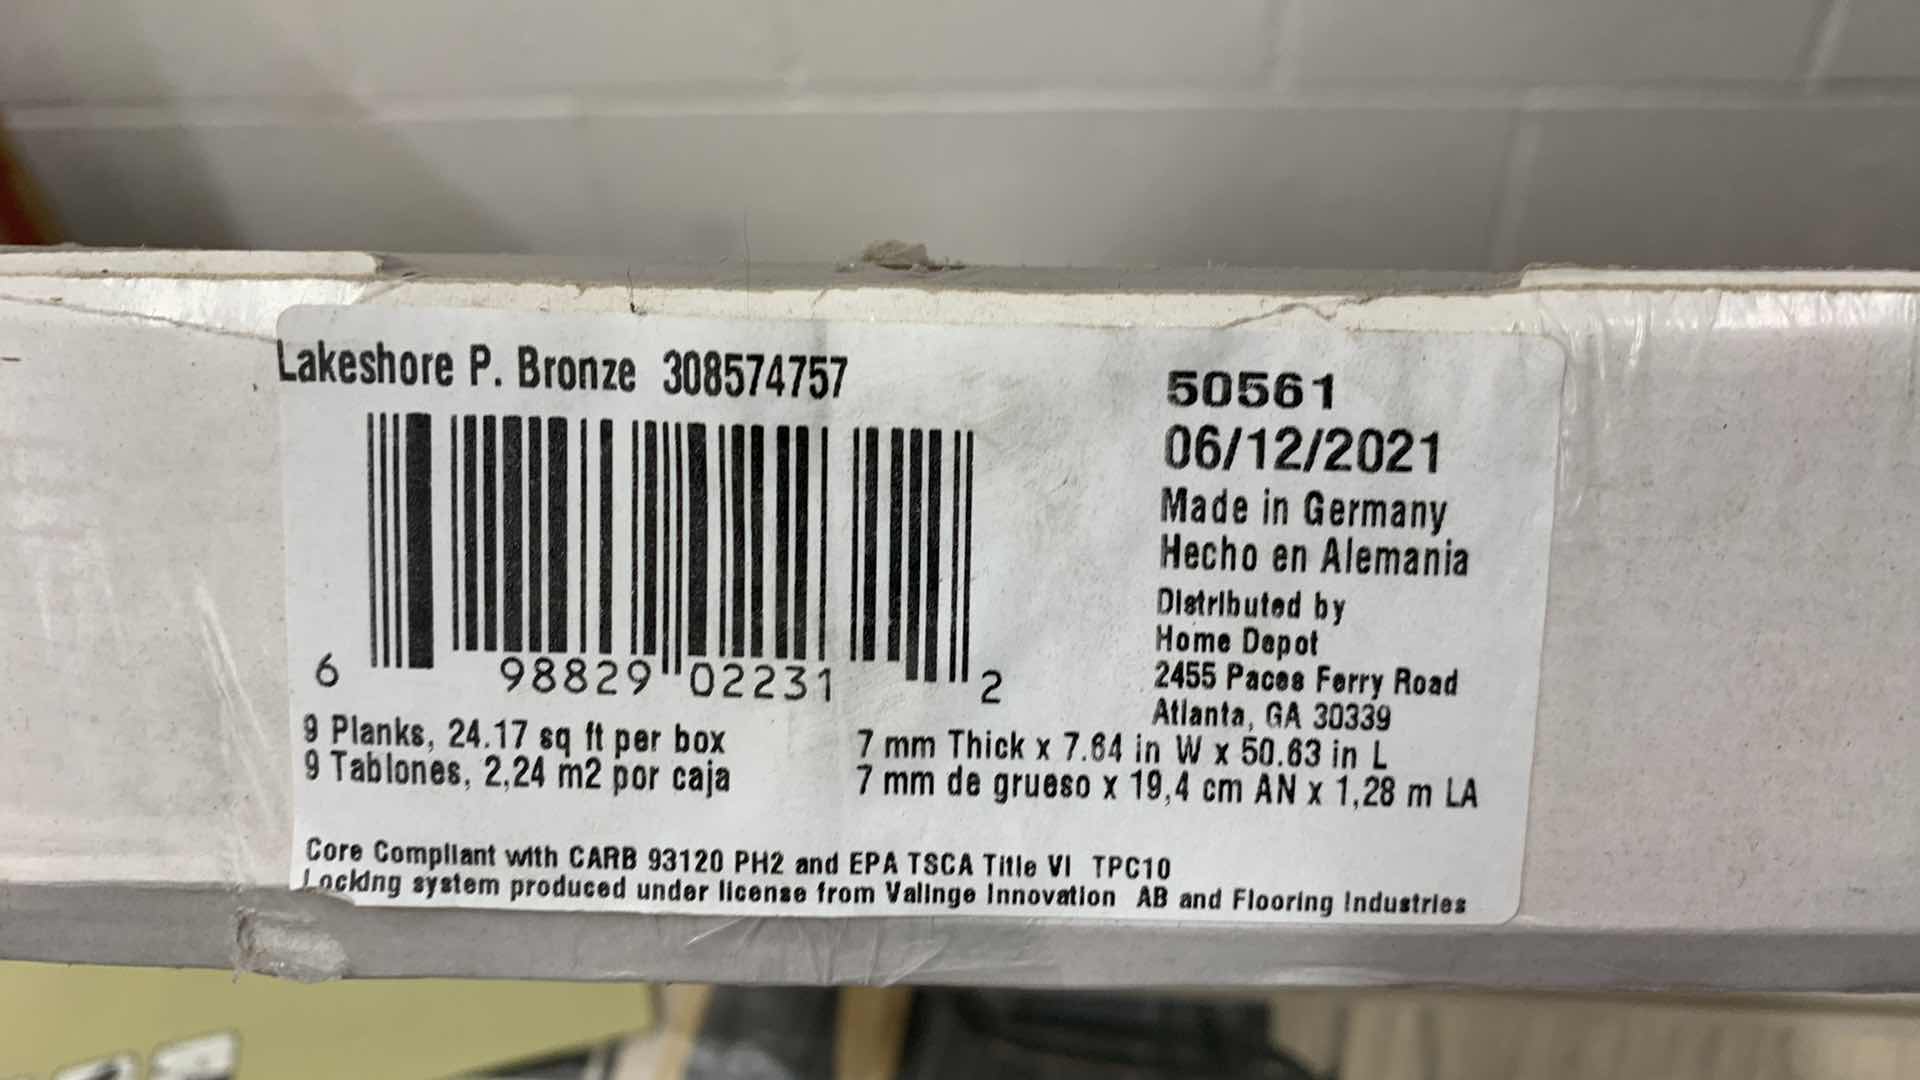 Lakeshore P. Bronze 308574757
50561
06/12/2021
Made in Germany
Hecho en Alemania
Distributed by
Home Depot
2455 Paces Ferry Road
Atlanta, GA 30339
6 98829 02231 2
9 Planks, 24.17 sq ft per box
9 Tablones, 2,24 m2 por caja
7 mm Thick x 7.64 in W x 50.63 in L
7 mm de grueso x 19,4 cm AN x 1,28 m LA
Core Compliant with CARB 93120 PH2 and EPA TSCA Title VI TPC10
Locking system produced under license from Valinge Innovation AB and Flooring Industries